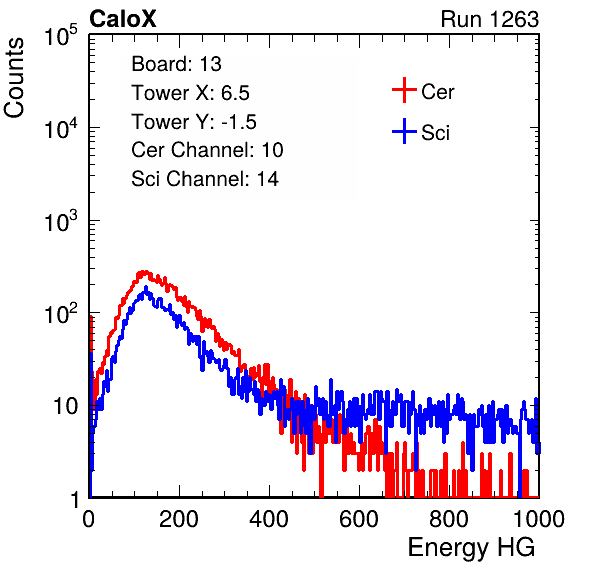 CaloX Run 1263
Counts
Board: 13
Tower X: 6.5
Tower Y: -1.5
Cer Channel: 10
Sci Channel: 14
Cer
Sci
10^5
10^4
10^3
10^2
10
1
0 200 400 600 800 1000
Energy HG